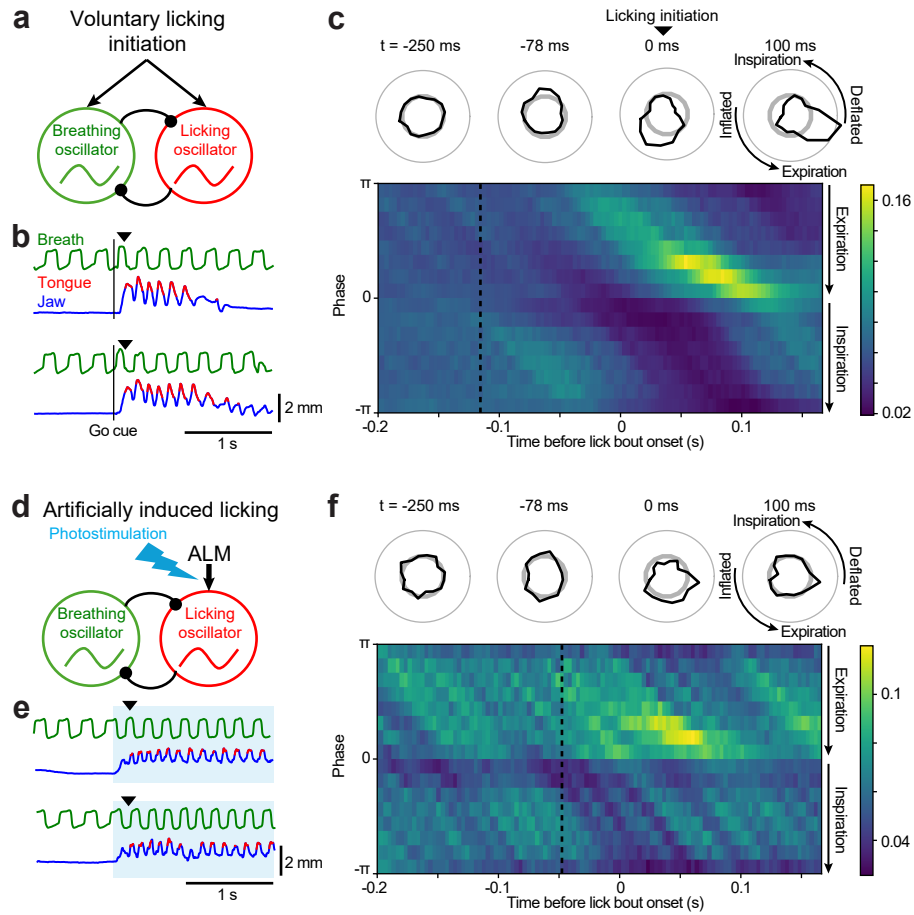 a
Voluntary licking
initiation
Breathing
oscillator
Licking
oscillator
b
Breath
Tongue
Jaw
Go cue
1 s
2 mm
c
Licking initiation
t = -250 ms
-78 ms
0 ms
100 ms
Inspiration
Inflated
Deflated
Expiration
π
0
-π
Phase
-0.2
-0.1
0
0.1
Time before lick bout onset (s)
Expiration
Inspiration
0.16
0.02
d
Artificially induced licking
Photostimulation
ALM
Breathing
oscillator
Licking
oscillator
e
1 s
2 mm
f
t = -250 ms
-78 ms
0 ms
100 ms
Inspiration
Inflated
Deflated
Expiration
π
0
-π
Phase
-0.2
-0.1
0
0.1
Time before lick bout onset (s)
Expiration
Inspiration
0.1
0.04